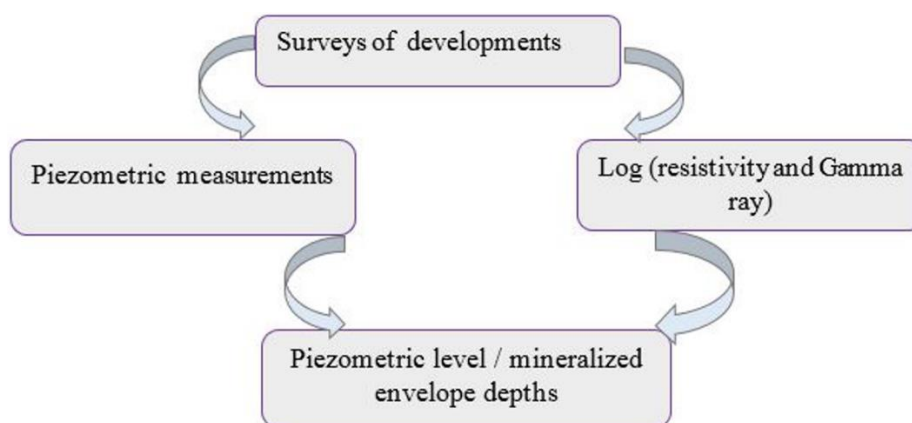 Surveys of developments
Piezometric measurements
Log (resistivity and Gamma
ray)
Piezometric level / mineralized
envelope depths